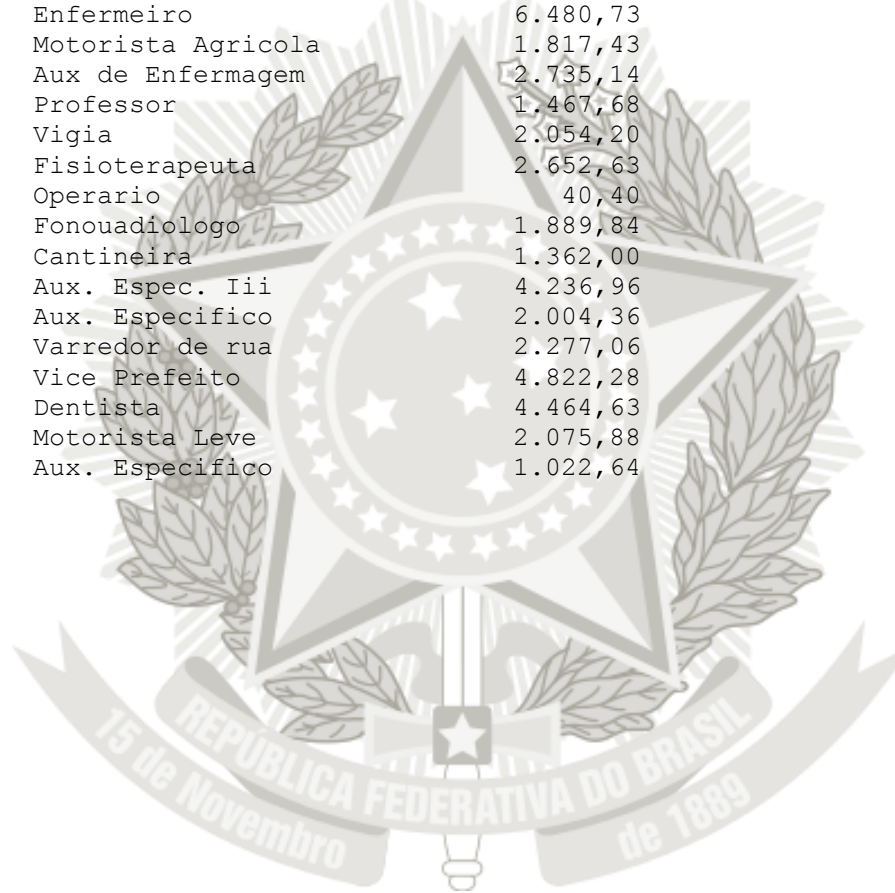 Enfermeiro 6.480,73
Motorista Agricola 1.817,43
Aux de Enfermagem 2.735,14
Professor 1.467,68
Vigia 2.054,20
Fisioterapeuta 2.652,63
Operario 40,40
Fonouadiologo 1.889,84
Cantineira 1.362,00
Aux. Espec. Iii 4.236,96
Aux. Especifico 2.004,36
Varredor de rua 2.277,06
Vice Prefeito 4.822,28
Dentista 4.464,63
Motorista Leve 2.075,88
Aux. Especifico 1.022,64
REPÚBLICA FEDERATIVA DO BRASIL
15 de Novembro de 1889